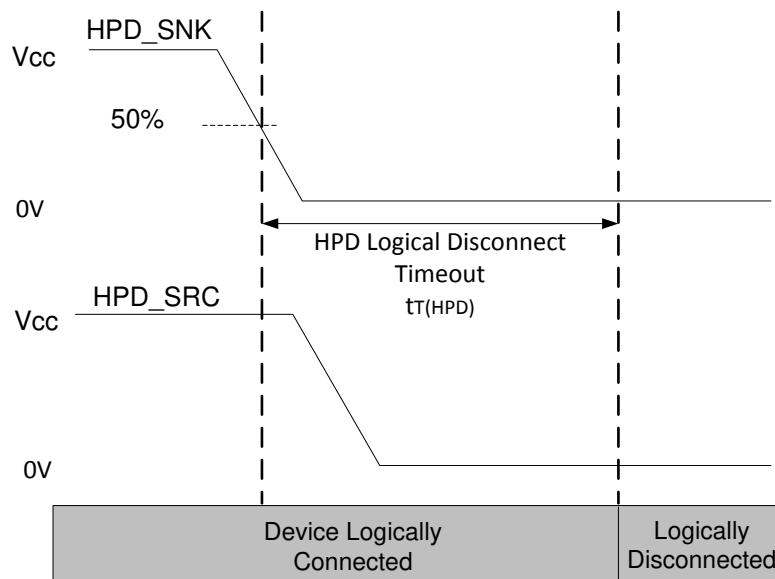 HPD_SNK
Vcc
50%
0V
HPD Logical Disconnect
Timeout
tT(HPD)
HPD_SRC
Vcc
0V
Device Logically
Connected
Logically
Disconnected